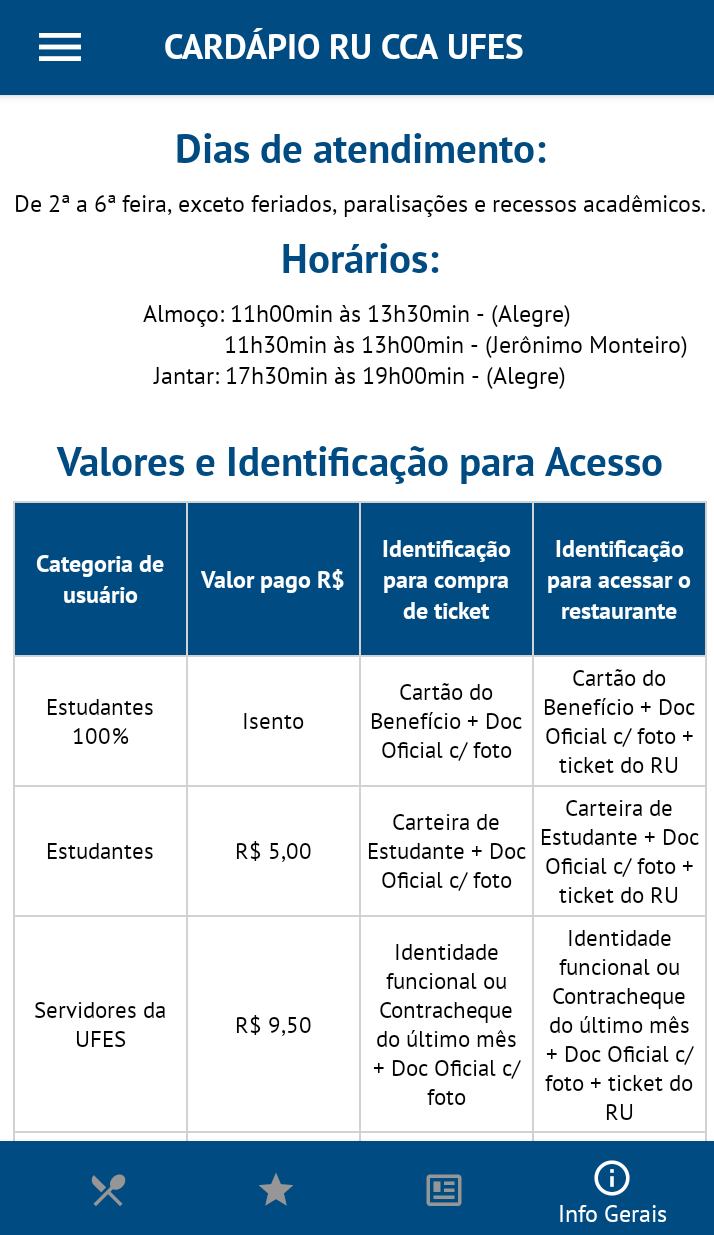 CARDÁPIO RU CCA UFES
Dias de atendimento:
De 2ª a 6ª feira, exceto feriados, paralisações e recessos acadêmicos.
Horários:
Almoço: 11h00min às 13h30min - (Alegre)
11h30min às 13h00min - (Jerônimo Monteiro)
Jantar: 17h30min às 19h00min - (Alegre)
Valores e Identificação para Acesso
Categoria de
usuário
Valor pago R$
Identificação
para compra
de ticket
Identificação
para acessar o
restaurante
Estudantes
100%
Isento
Cartão do
Benefício + Doc
Oficial c/ foto
Cartão do
Benefício + Doc
Oficial c/ foto +
ticket do RU
Estudantes
R$ 5,00
Carteira de
Estudante + Doc
Oficial c/ foto
Carteira de
Estudante + Doc
Oficial c/ foto +
ticket do RU
Servidores da
UFES
R$ 9,50
Identidade
funcional ou
Contracheque
do último mês
+ Doc Oficial c/
foto
Identidade
funcional ou
Contracheque
do último mês
+ Doc Oficial c/
foto + ticket do
RU
Info Gerais